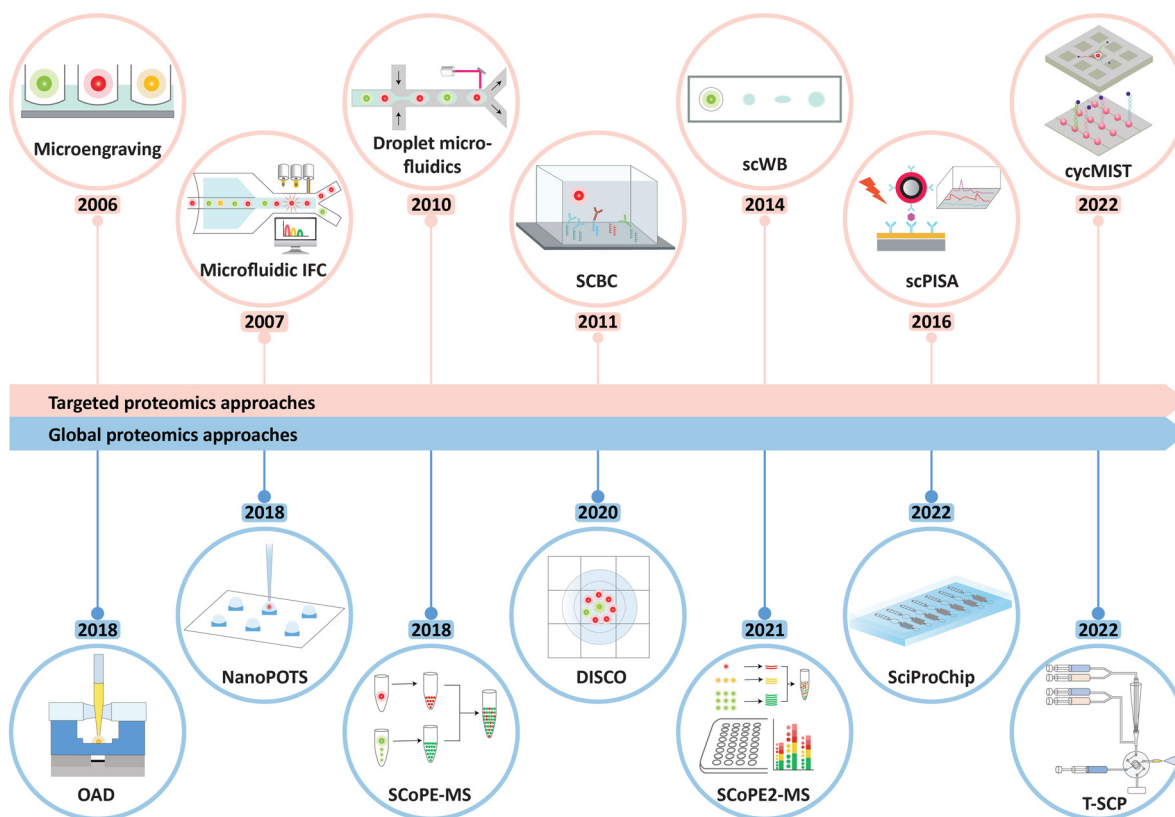 Microengraving
2006
Microfluidic IFC
2007
Droplet micro-
fluidics
2010
SCBC
2011
scWB
2014
scPISA
2016
cycMIST
2022
Targeted proteomics approaches
Global proteomics approaches
2018
OAD
2018
NanoPOTS
2018
SCoPE-MS
2020
DISCO
2021
SCoPE2-MS
2022
SciProChip
2022
T-SCP